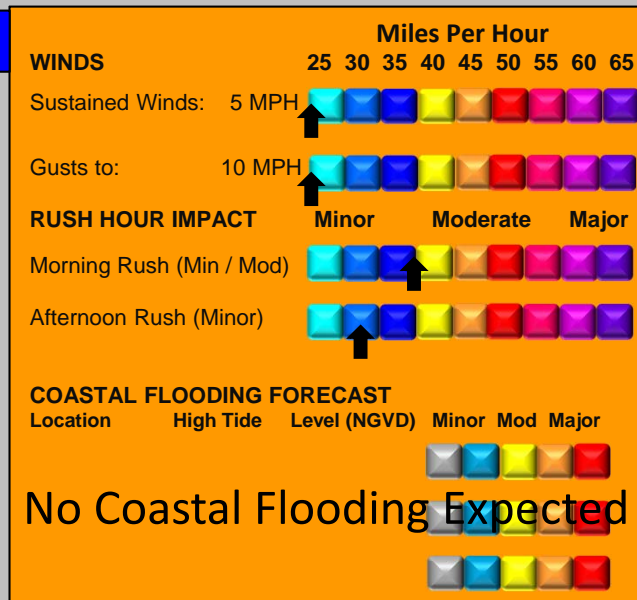 Miles Per Hour
WINDS 25 30 35 40 45 50 55 60 65
Sustained Winds: 5 MPH
Gusts to: 10 MPH
RUSH HOUR IMPACT Minor Moderate Major
Morning Rush (Min / Mod)
Afternoon Rush (Minor)
COASTAL FLOODING FORECAST
Location High Tide Level (NGVD) Minor Mod Major
No Coastal Flooding Expected